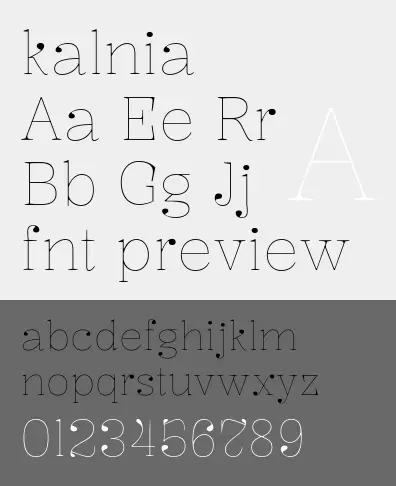 kalnia
Aa Ee Rr
A
Bb Gg Jj
fnt preview
abcdefghijklm
nopqrstuvwxyz
0123456789